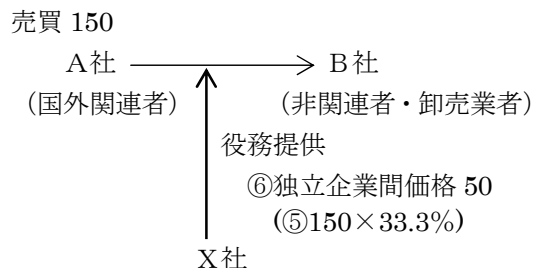 売買 150
A社 B社
(国外関連者) (非関連者・卸売業者)
役務提供
⑥独立企業間価格 50
(⑤150×33.3%)
X社